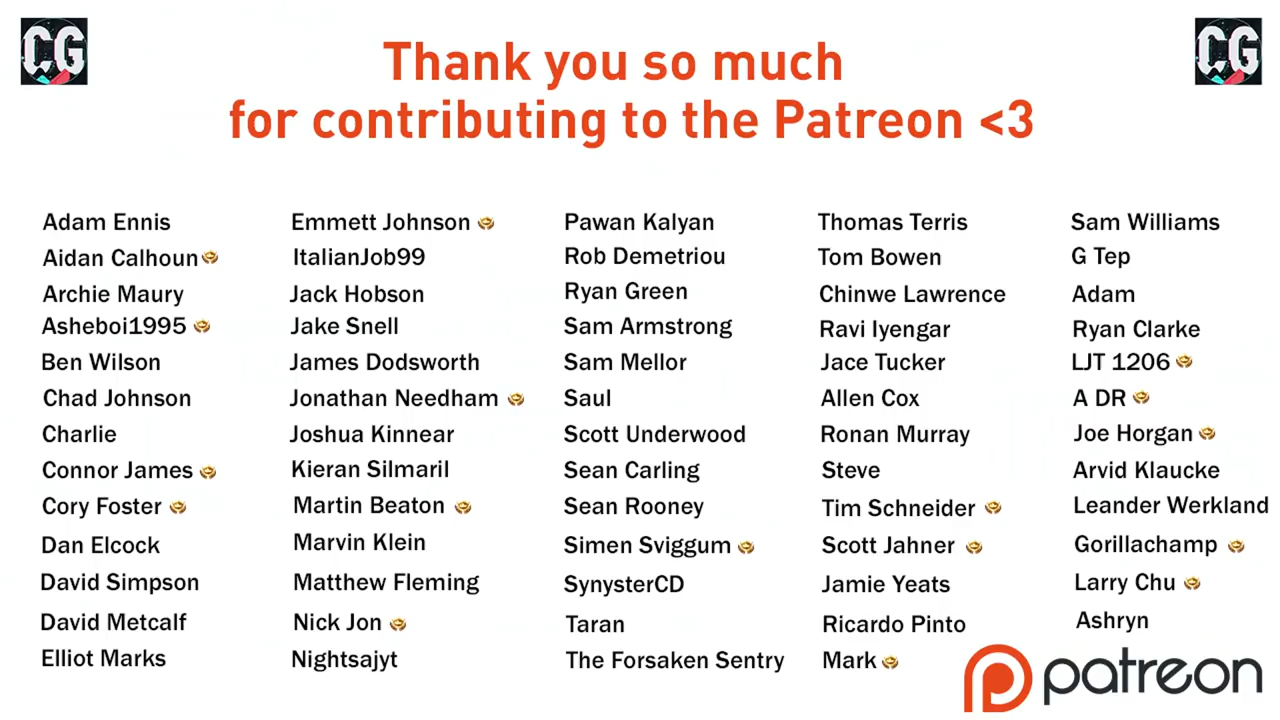 CG
CG
Thank you so much
for contributing to the Patreon <3
Adam Ennis
Aidan Calhoun
Archie Maury
Asheboi1995
Ben Wilson
Chad Johnson
Charlie
Connor James
Cory Foster
Dan Elcock
David Simpson
David Metcalf
Elliot Marks
Emmett Johnson
ItalianJob99
Jack Hobson
Jake Snell
James Dodsworth
Jonathan Needham
Joshua Kinnear
Kieran Silmaril
Martin Beaton
Marvin Klein
Matthew Fleming
Nick Jon
Nightsajyt
Pawan Kalyan
Rob Demetriou
Ryan Green
Sam Armstrong
Sam Mellor
Saul
Scott Underwood
Sean Carling
Sean Rooney
Simen Sviggum
SynysterCD
Taran
The Forsaken Sentry
Thomas Terris
Tom Bowen
Chinwe Lawrence
Ravi Iyengar
Jace Tucker
Allen Cox
Ronan Murray
Steve
Tim Schneider
Scott Jahner
Jamie Yeats
Ricardo Pinto
Mark
Sam Williams
G Tep
Adam
Ryan Clarke
LJT 1206
A DR
Joe Horgan
Arvid Klaucke
Leander Werkland
Gorillachamp
Larry Chu
Ashryn
patreon